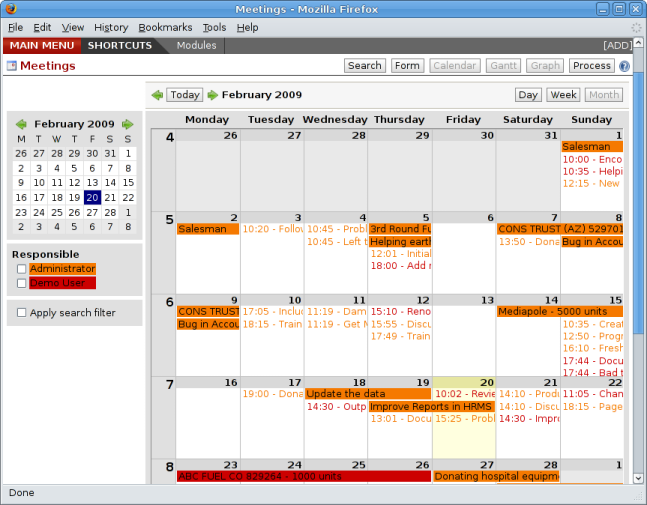 Meetings - Mozilla Firefox
File Edit View History Bookmarks Tools Help
MAIN MENU SHORTCUTS Modules [ADD]
Meetings Search Form Calendar Gantt Graph Process ?
Today February 2009 Day Week Month
February 2009
M T W T F S S
26 27 28 29 30 31 1
2 3 4 5 6 7 8
9 10 11 12 13 14 15
16 17 18 19 20 21 22
23 24 25 26 27 28 1
2 3 4 5 6 7 8
Responsible
Administrator
Demo User
Apply search filter
Monday Tuesday Wednesday Thursday Friday Saturday Sunday
4 26 27 28 29 30 31 1
Salesman
10:00 - Enco
10:35 - Helpi
12:15 - New
5 2 3 4 5 6 7 8
Salesman 10:20 - Follov 10:45 - Probl 3rd Round Fu CONS TRUST (AZ) 529701
10:45 - Left t Helping earth 13:50 - Dona Bug in Accou
12:01 - Initial
18:00 - Add r
6 9 10 11 12 13 14 15
CONS TRUST 17:05 - Inclu 11:19 - Dam 15:10 - Reno Mediapole - 5000 units
Bug in Accou 18:15 - Train 11:19 - Get M 15:55 - Discu 10:35 - Creat
17:49 - Train 12:50 - Progr
16:10 - Fresh
17:44 - Docu
17:44 - Bad t
7 16 17 18 19 20 21 22
19:00 - Dona Update the data 10:02 - Revie 14:10 - Produ 11:05 - Chan
14:30 - Outp Improve Reports in HRMS 14:10 - Discu 18:15 - Page
13:01 - Docu 15:25 - Probl 14:30 - Impro
8 23 24 25 26 27 28 1
ABC FUEL CO 829264 - 1000 units Donating hospital equipm
Done